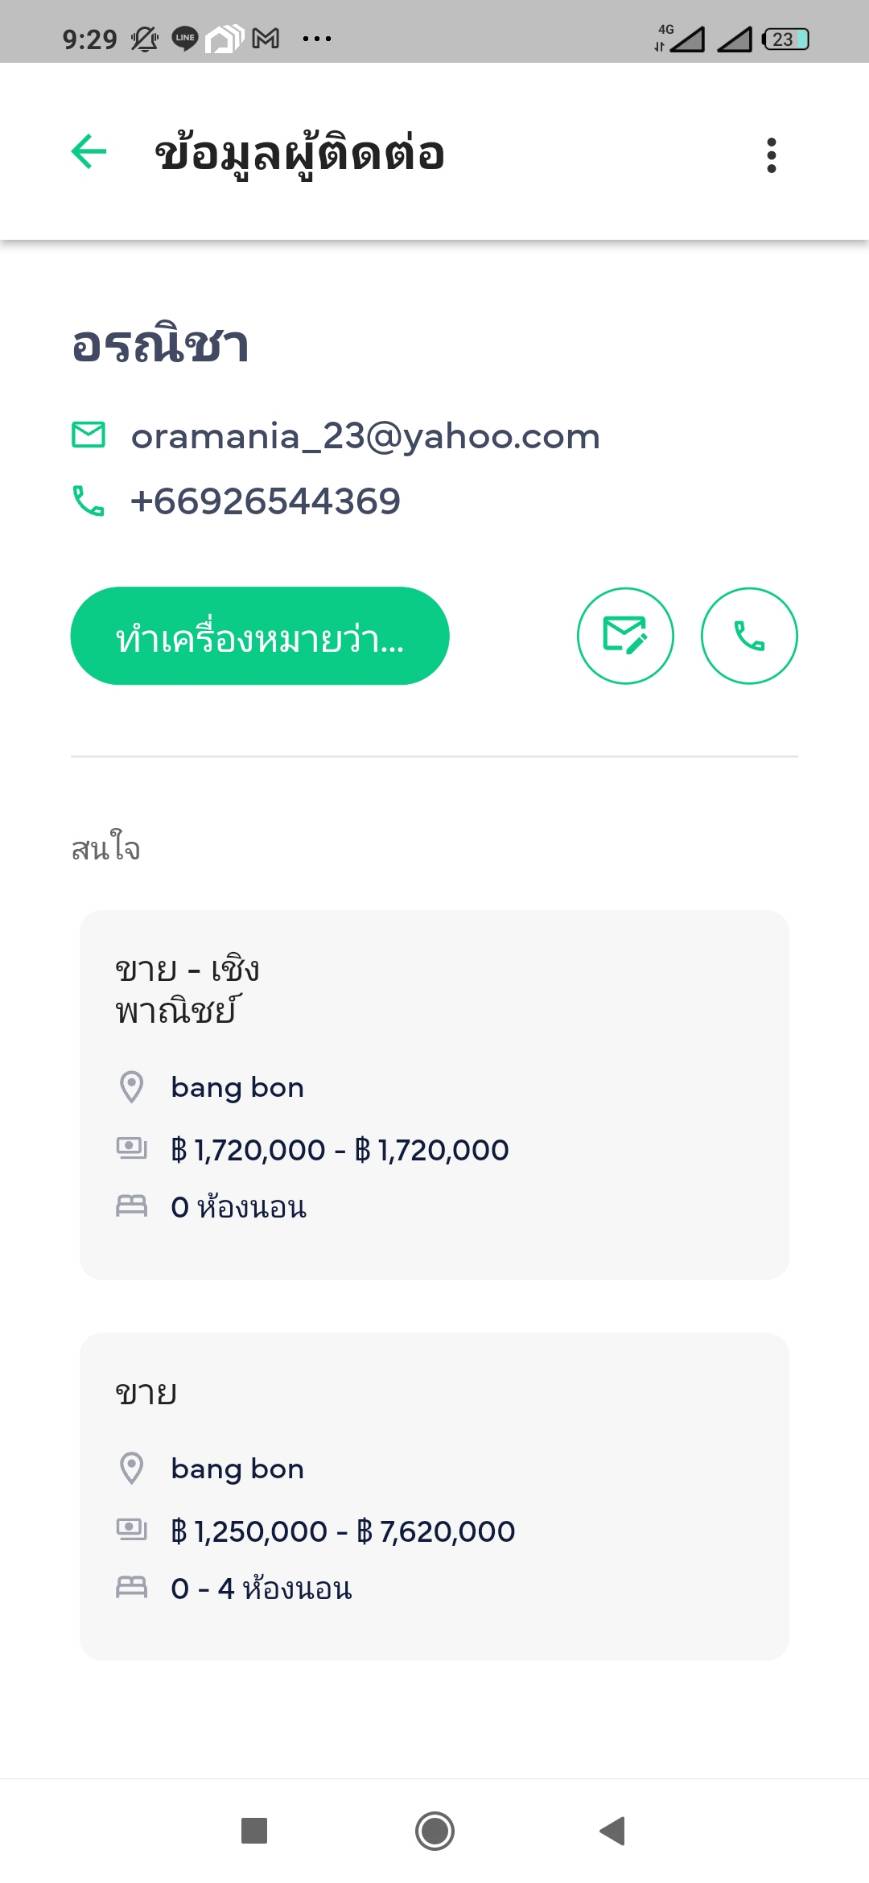 9:29
LINE
4G
23
ข้อมูลผู้ติดต่อ
อรณิชา
oramania_23@yahoo.com
+66926544369
ทำเครื่องหมายว่า...
สนใจ
ขาย - เชิง
พาณิชย์
bang bon
฿ 1,720,000 - ฿ 1,720,000
0 ห้องนอน
ขาย
bang bon
฿ 1,250,000 - ฿ 7,620,000
0 - 4 ห้องนอน